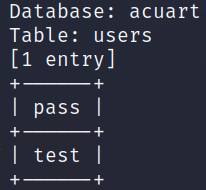 Database: acuart
Table: users
[1 entry]
+------+
| pass |
+------+
| test |
+------+